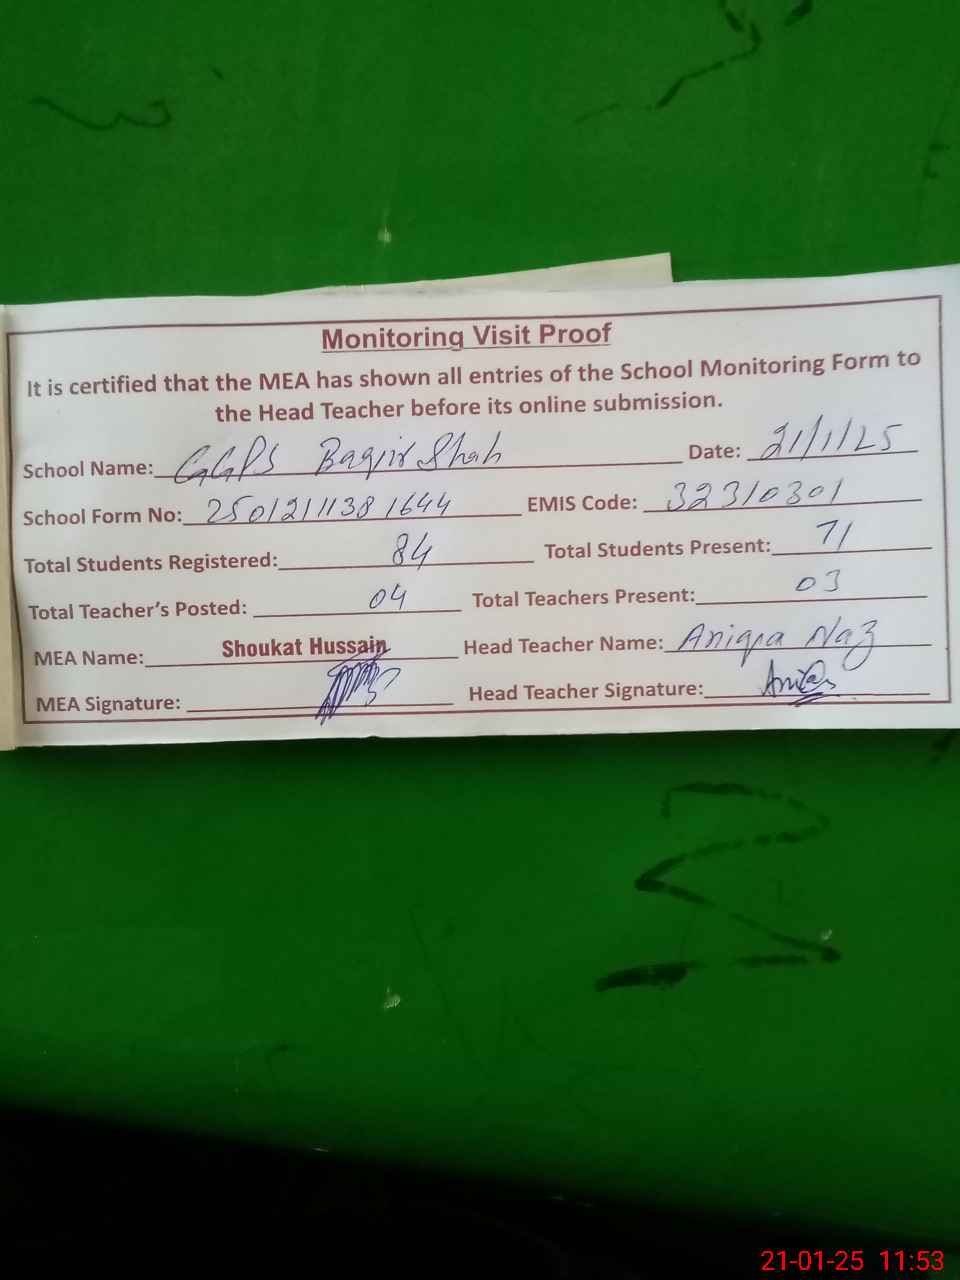 Monitoring Visit Proof
It is certified that the MEA has shown all entries of the School Monitoring Form to
the Head Teacher before its online submission.
School Name: GGPS Baqir Shah Date: 21/1/25
School Form No: 2501211138 1644 EMIS Code: 32310301
Total Students Registered: 84 Total Students Present: 71
Total Teacher's Posted: 04 Total Teachers Present: 03
MEA Name: Shoukat Hussain Head Teacher Name: Aniqra Naz
MEA Signature: Head Teacher Signature:
21-01-25 11:53